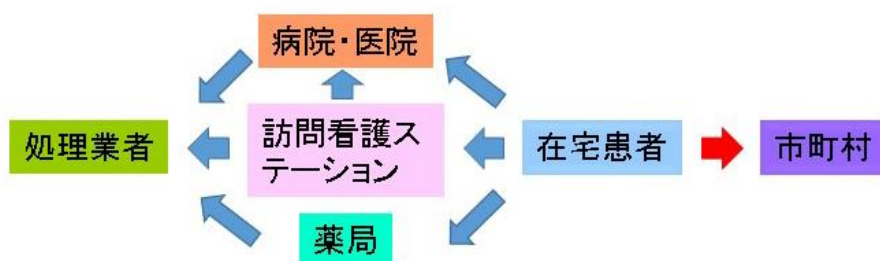 病院・医院
処理業者
訪問看護ス
テーション
在宅患者
市町村
薬局